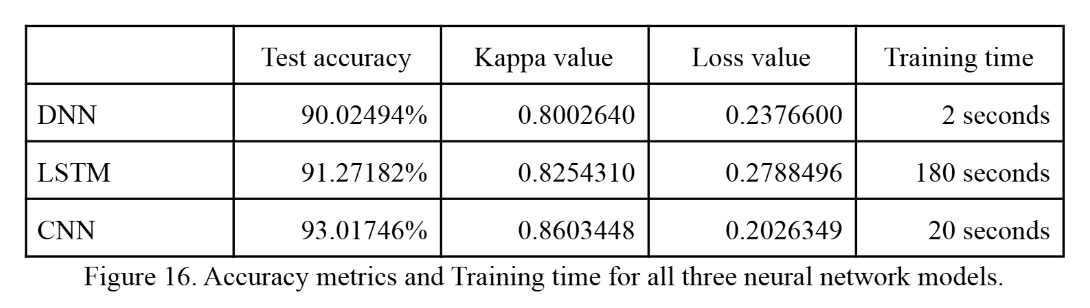 Test accuracy Kappa value Loss value Training time
DNN 90.02494% 0.8002640 0.2376600 2 seconds
LSTM 91.27182% 0.8254310 0.2788496 180 seconds
CNN 93.01746% 0.8603448 0.2026349 20 seconds
Figure 16. Accuracy metrics and Training time for all three neural network models.